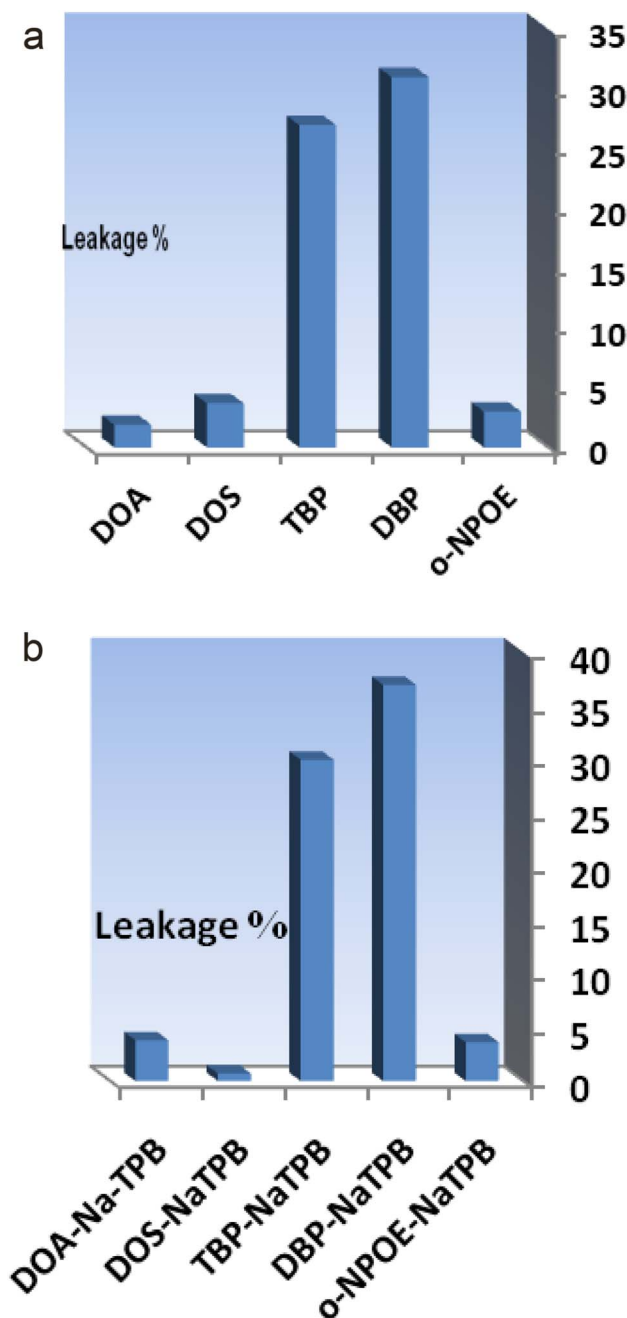 a
35
30
25
20
15
10
5
0
Leakage %
DOA
DOS
TBP
DBP
o-NPOE
b
40
35
30
25
20
15
10
5
0
Leakage %
DOA-Na-TPB
DOS-NaTPB
TBP-NaTPB
DBP-NaTPB
o-NPOE-NaTPB